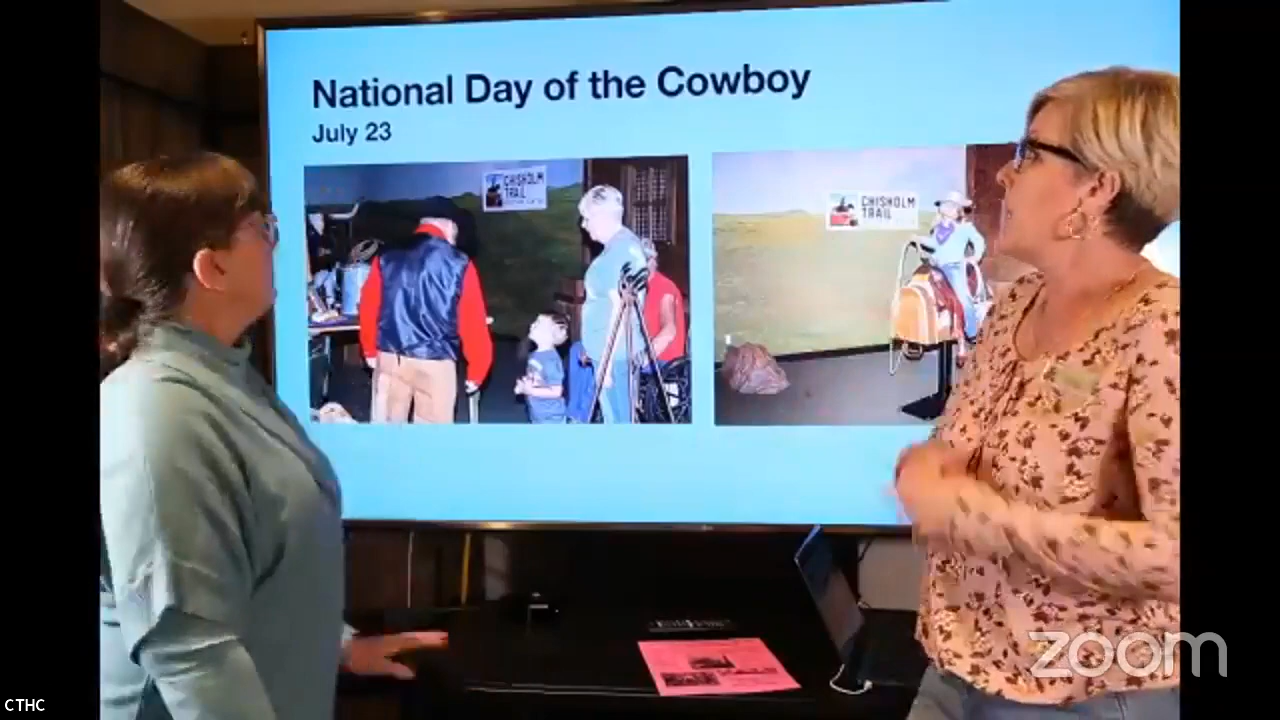 National Day of the Cowboy
July 23
CHISHOLM
TRAIL
CHISHOLM
TRAIL
zoom
CTHC